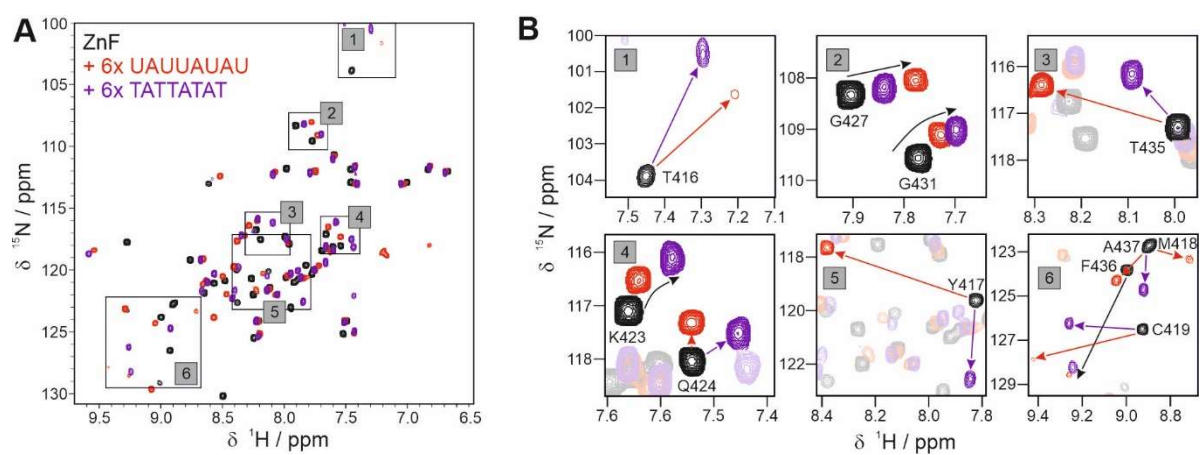 A
ZnF
+ 6x UAUUAUAU
+ 6x TATTATAT
100
105
110
115
120
125
130
δ ¹⁵N / ppm
1
2
3
4
5
6
9.5 9.0 8.5 8.0 7.5 7.0 6.5
δ ¹H / ppm
B
δ ¹⁵N / ppm
100
101
102
103
104
1
T416
7.5 7.4 7.3 7.2 7.1
108
109
110
2
G427
G431
7.9 7.8 7.7
116
117
118
3
T435
8.3 8.2 8.1 8.0
116
117
118
4
K423
Q424
7.6 7.5 7.4
118
120
122
5
Y417
8.4 8.2 8.0 7.8
123
125
127
129
6
A437
M418
F436
C419
9.4 9.2 9.0 8.8
δ ¹H / ppm